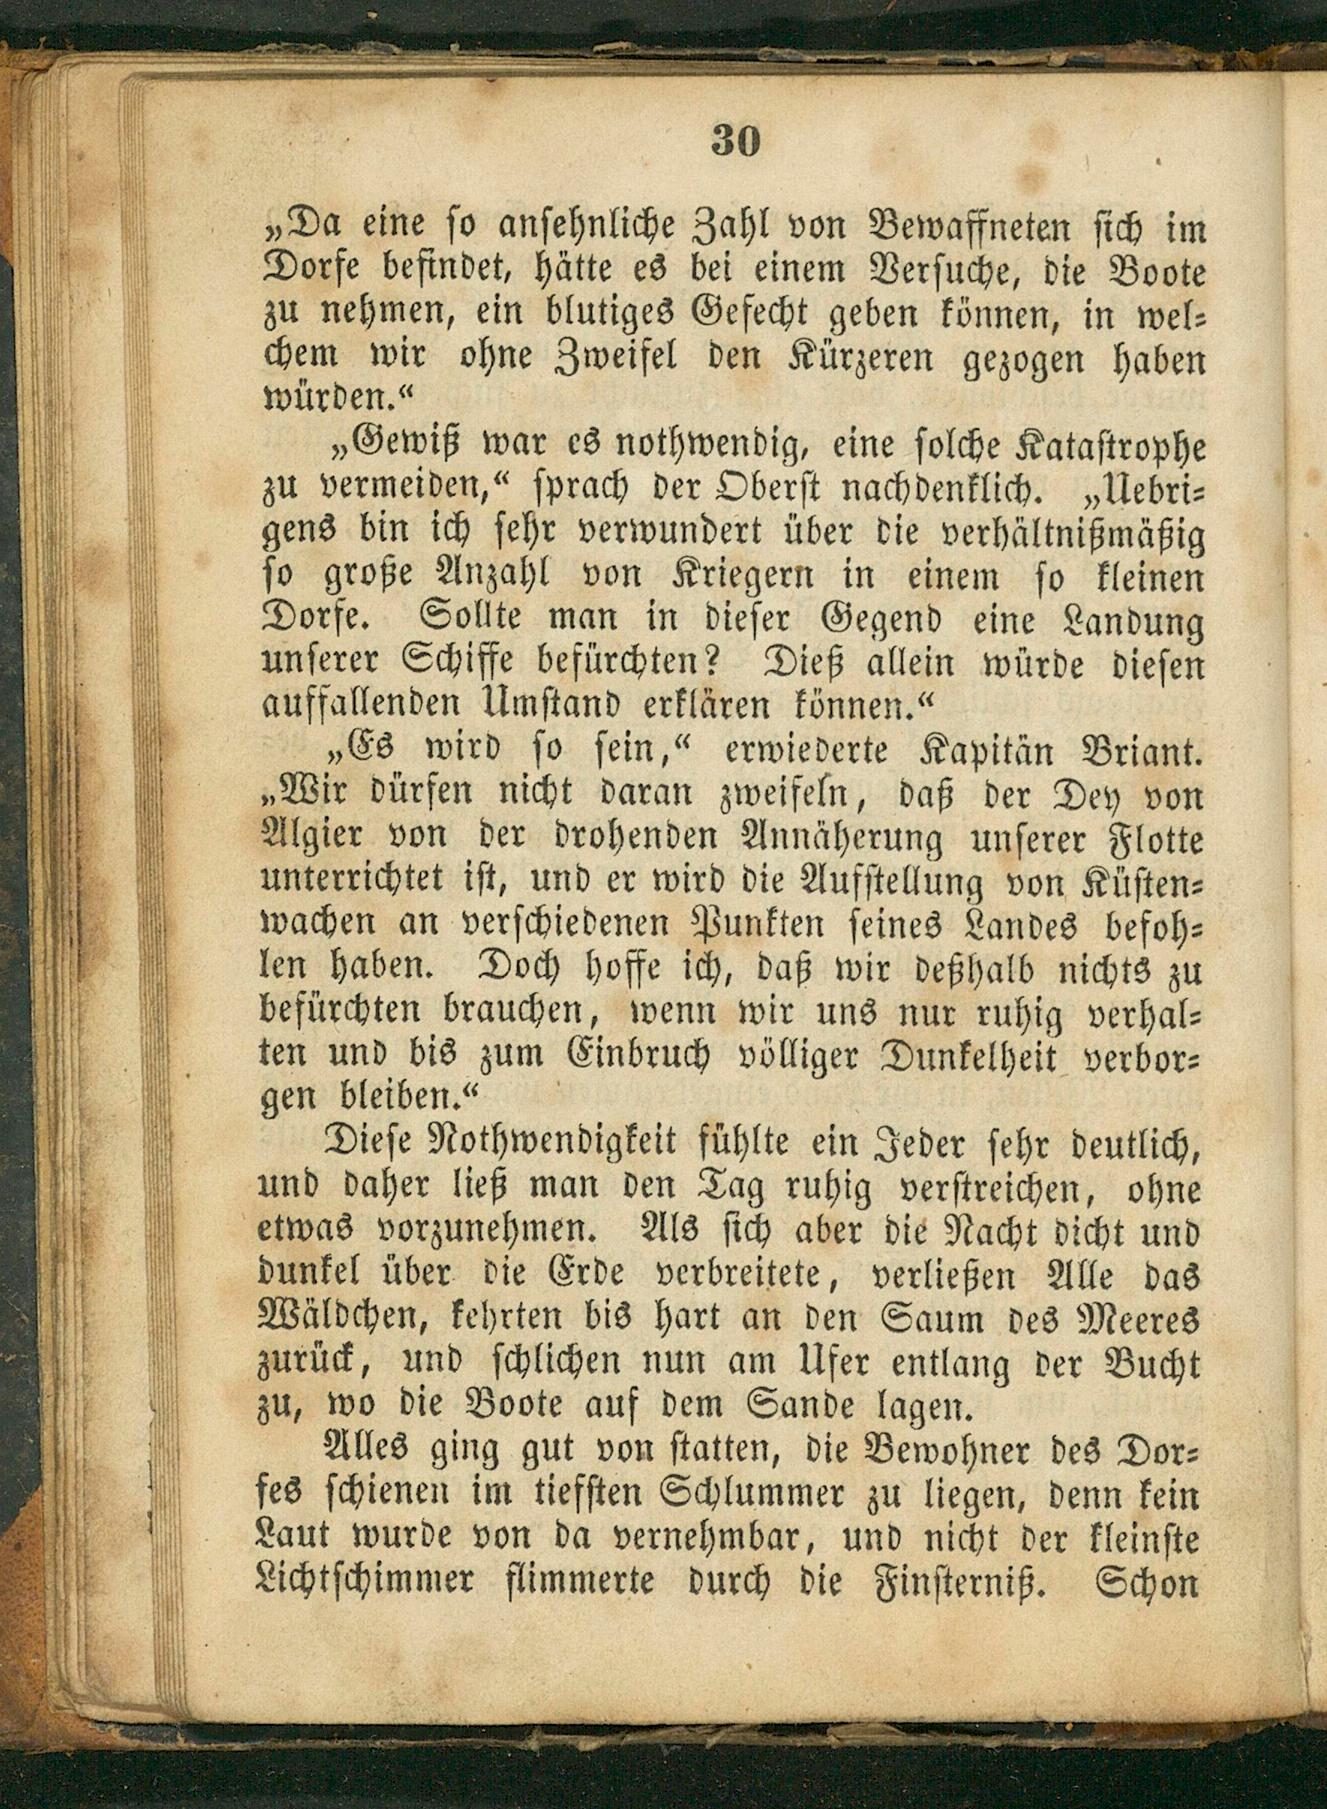 30
„Da eine so ansehnliche Zahl von Bewaffneten sich im
Dorfe befindet, hätte es bei einem Versuche, die Boote
zu nehmen, ein blutiges Gefecht geben können, in wel-
chem wir ohne Zweifel den Kürzeren gezogen haben
würden.“
„Gewiß war es nothwendig, eine solche Katastrophe
zu vermeiden,“ sprach der Oberst nachdenklich. „Uebri-
gens bin ich sehr verwundert über die verhältnißmäßig
so große Anzahl von Kriegern in einem so kleinen
Dorfe. Sollte man in dieser Gegend eine Landung
unserer Schiffe befürchten? Dieß allein würde diesen
auffallenden Umstand erklären können.“
„Es wird so sein,“ erwiederte Kapitän Briant.
„Wir dürfen nicht daran zweifeln, daß der Dey von
Algier von der drohenden Annäherung unserer Flotte
unterrichtet ist, und er wird die Aufstellung von Küsten-
wachen an verschiedenen Punkten seines Landes befoh-
len haben. Doch hoffe ich, daß wir deßhalb nichts zu
befürchten brauchen, wenn wir uns nur ruhig verhal-
ten und bis zum Einbruch völliger Dunkelheit verbor-
gen bleiben.“
Diese Nothwendigkeit fühlte ein Jeder sehr deutlich,
und daher ließ man den Tag ruhig verstreichen, ohne
etwas vorzunehmen. Als sich aber die Nacht dicht und
dunkel über die Erde verbreitete, verließen Alle das
Wäldchen, kehrten bis hart an den Saum des Meeres
zurück, und schlichen nun am Ufer entlang der Bucht
zu, wo die Boote auf dem Sande lagen.
Alles ging gut von statten, die Bewohner des Dor-
fes schienen im tiefsten Schlummer zu liegen, denn kein
Laut wurde von da vernehmbar, und nicht der kleinste
Lichtschimmer flimmerte durch die Finsterniß. Schon